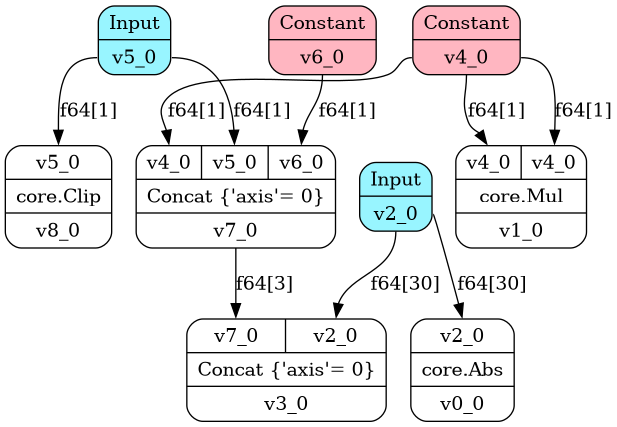 Input
v5_0
Constant
v6_0
Constant
v4_0
f64[1]
f64[1]
f64[1]
f64[1]
f64[1]
f64[1]
v5_0
core.Clip
v8_0
v4_0 v5_0 v6_0
Concat {'axis'= 0}
v7_0
Input
v2_0
v4_0 v4_0
core.Mul
v1_0
f64[3]
f64[30]
f64[30]
v7_0 v2_0
Concat {'axis'= 0}
v3_0
v2_0
core.Abs
v0_0